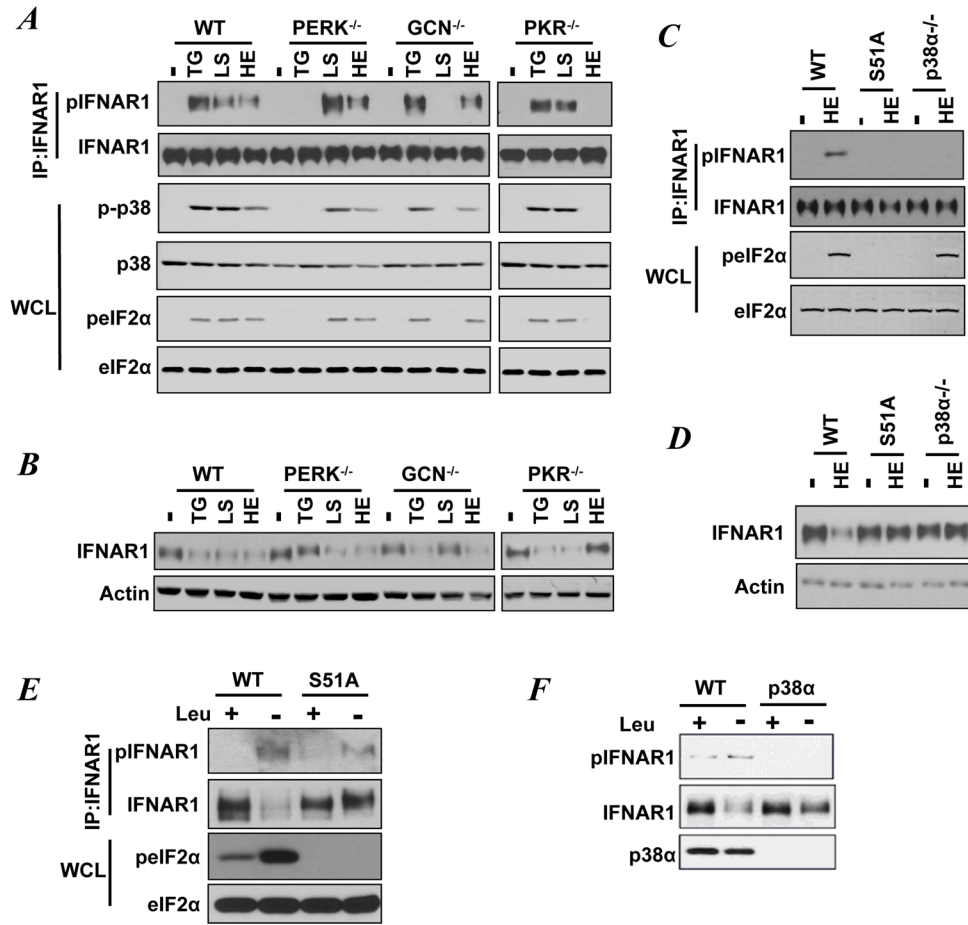 A
WT PERK-/- GCN-/- PKR-/-
- TG LS HE - TG LS HE - TG LS HE - TG LS HE
IP:IFNAR1
pIFNAR1
IFNAR1
WCL
p-p38
p38
peIF2α
eIF2α
B
WT PERK-/- GCN-/- PKR-/-
- TG LS HE - TG LS HE - TG LS HE - TG LS HE
IFNAR1
Actin
C
WT S51A p38α-/-
- HE - HE - HE
IP:IFNAR1
pIFNAR1
IFNAR1
WCL
peIF2α
eIF2α
D
WT S51A p38α-/-
- HE - HE - HE
IFNAR1
Actin
E
WT S51A
Leu + - + -
IP:IFNAR1
pIFNAR1
IFNAR1
WCL
peIF2α
eIF2α
F
WT p38α
Leu + - + -
pIFNAR1
IFNAR1
p38α